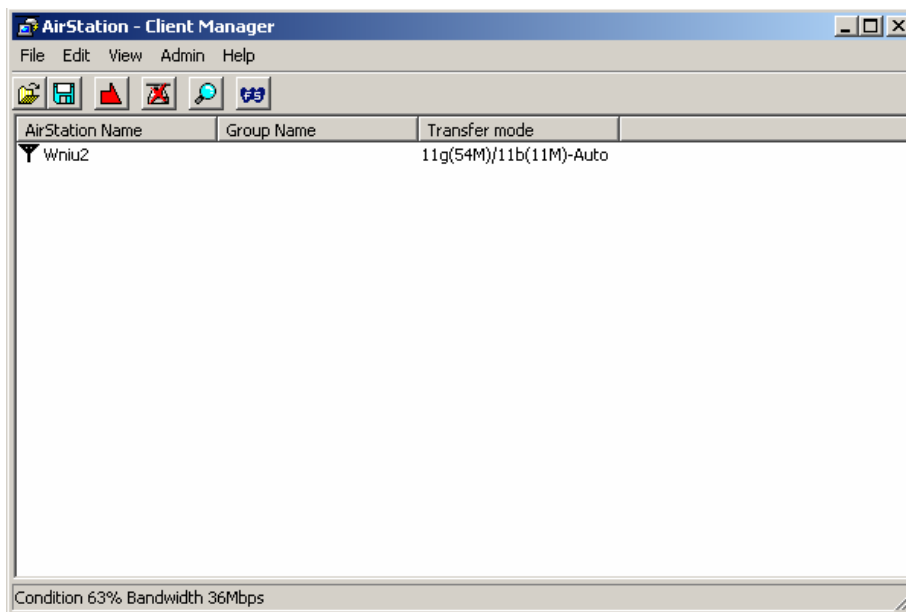 AirStation - Client Manager
File Edit View Admin Help
AirStation Name Group Name Transfer mode
Wniu2 11g(54M)/11b(11M)-Auto
Condition 63% Bandwidth 36Mbps